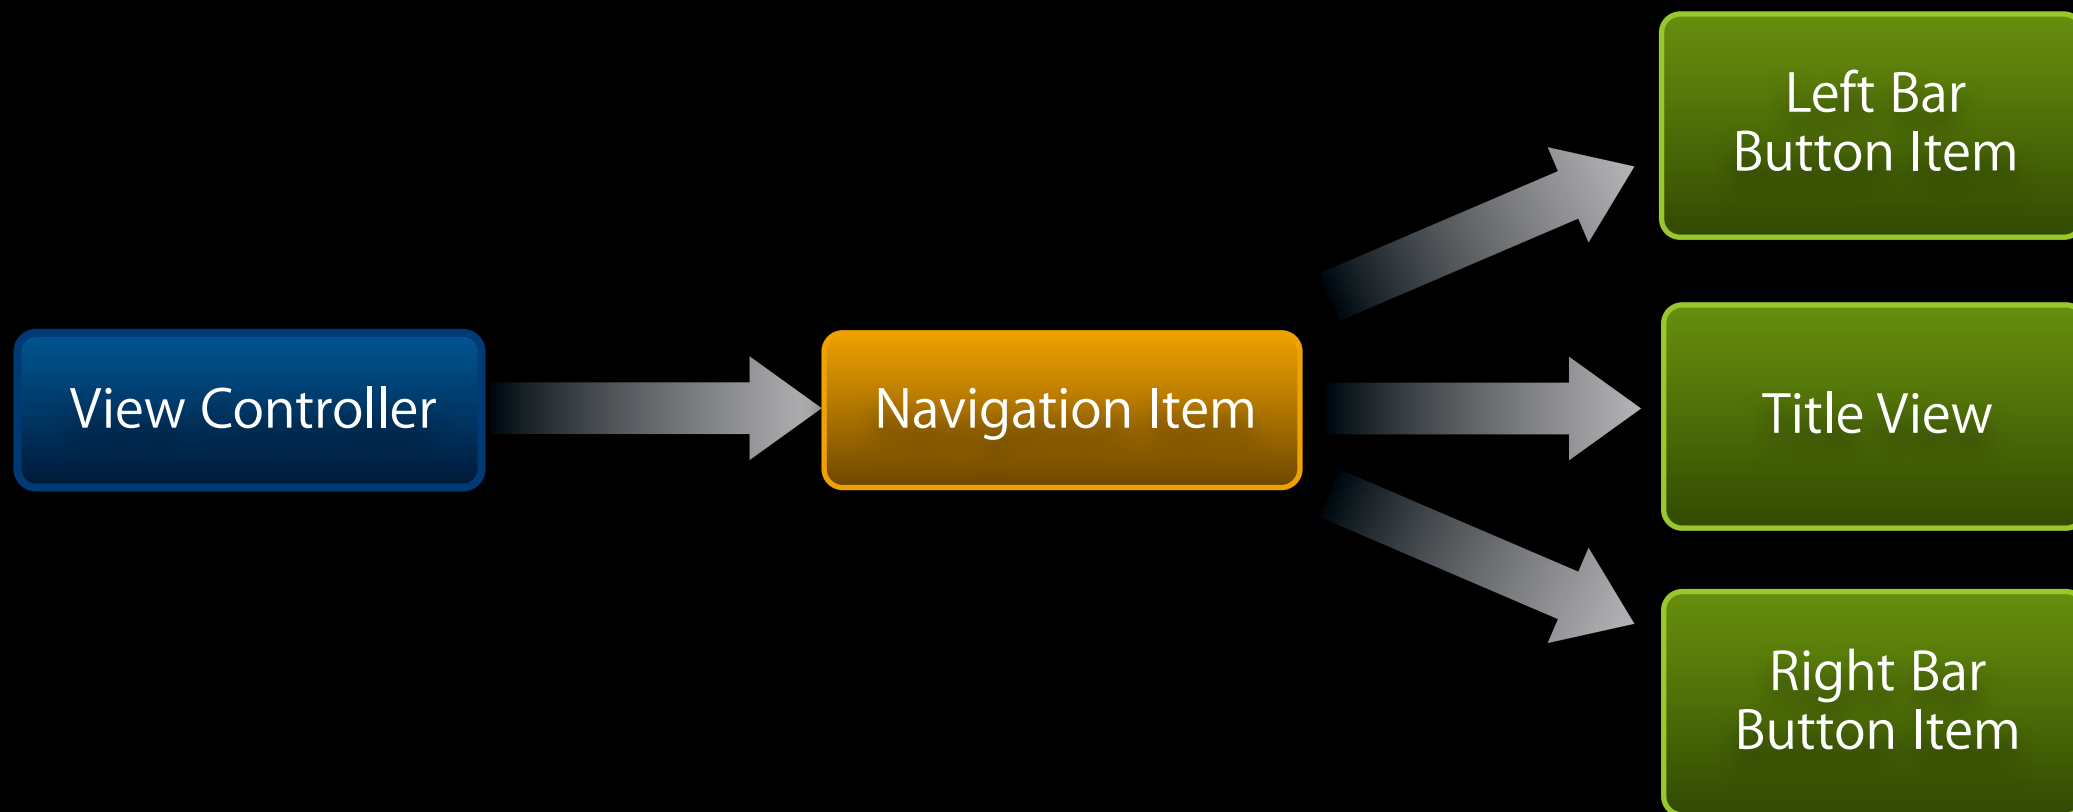 View Controller
Navigation Item
Left Bar
Button Item
Title View
Right Bar
Button Item